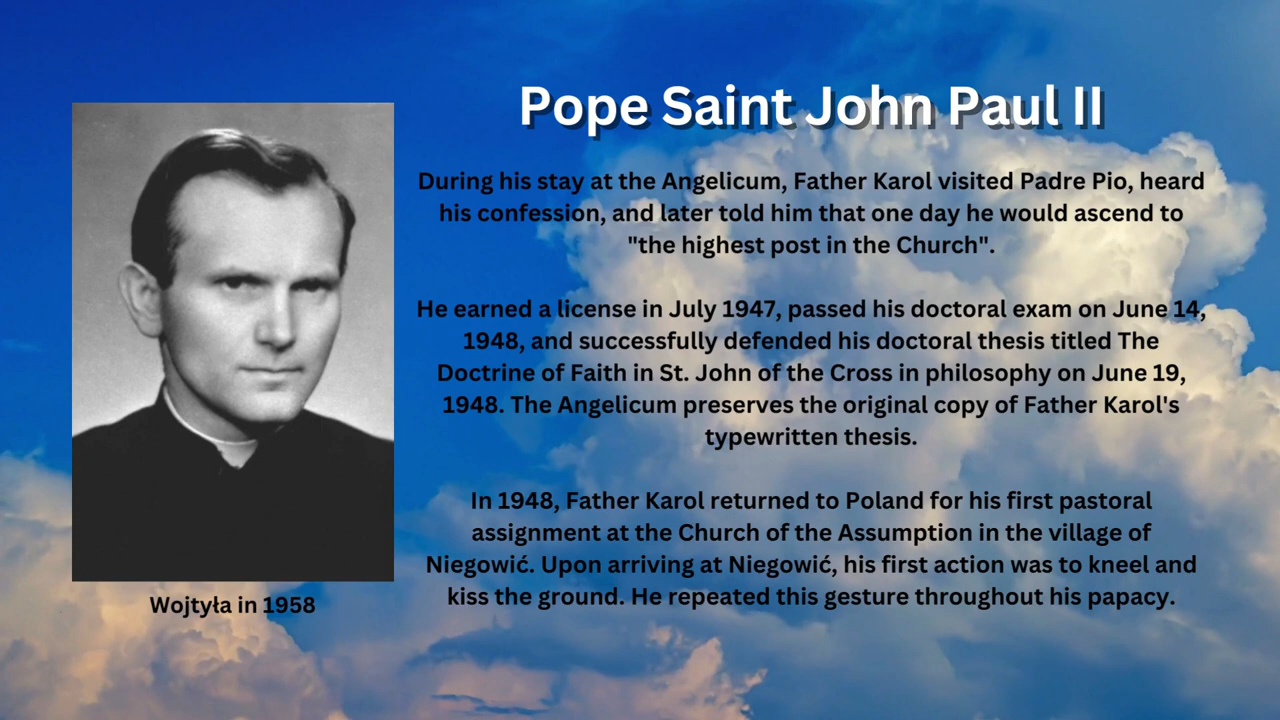 Pope Saint John Paul II
During his stay at the Angelicum, Father Karol visited Padre Pio, heard
his confession, and later told him that one day he would ascend to
"the highest post in the Church".
He earned a license in July 1947, passed his doctoral exam on June 14,
1948, and successfully defended his doctoral thesis titled The
Doctrine of Faith in St. John of the Cross in philosophy on June 19,
1948. The Angelicum preserves the original copy of Father Karol's
typewritten thesis.
In 1948, Father Karol returned to Poland for his first pastoral
assignment at the Church of the Assumption in the village of
Niegowić. Upon arriving at Niegowić, his first action was to kneel and
kiss the ground. He repeated this gesture throughout his papacy.
Wojtyła in 1958